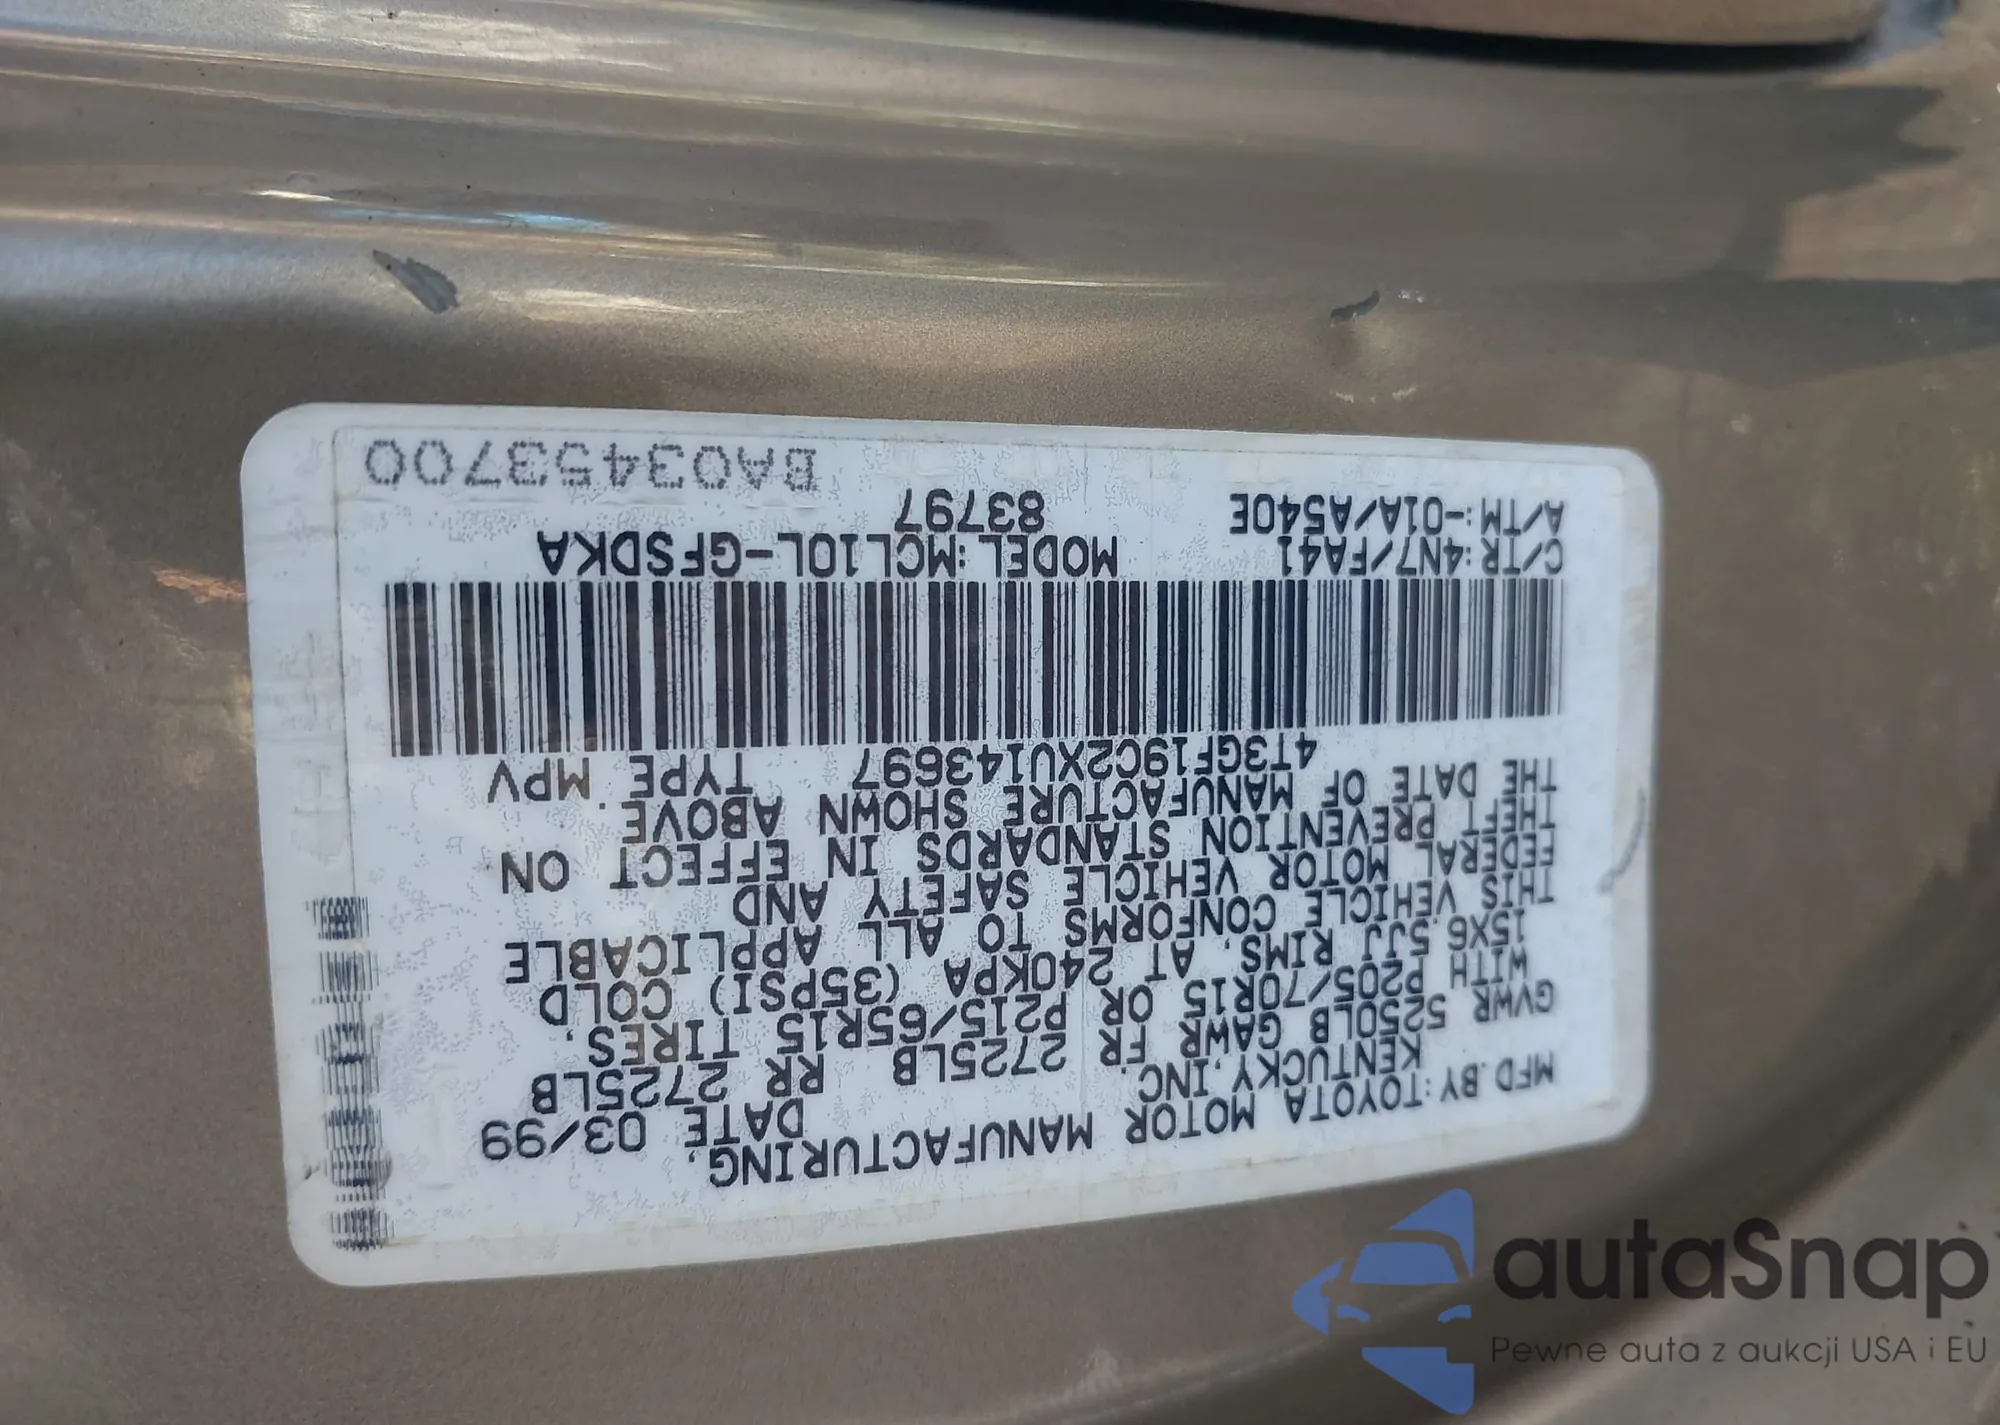 MFD.BY:TOYOTA MOTOR MANUFACTURING,
KENTUCKY,INC. DATE 03/99
GVWR 5250LB GAWR FR 2725LB RR 2725LB
WITH P205/70R15 OR P215/65R15 TIRES.
15X6.5JJ RIMS, AT 240KPA (35PSI) COLD
THIS VEHICLE CONFORMS TO ALL APPLICABLE
FEDERAL MOTOR VEHICLE SAFETY AND
THEFT PREVENTION STANDARDS IN EFFECT ON
THE DATE OF MANUFACTURE SHOWN ABOVE.
4T3GF19C2XU143697 TYPE MPV
C/TR:4N7/FA41 MODEL:MCL10L-GFSDKA
A/TM:-01A/A540E 83797
BA03453700
autaSnap
Pewne auta z aukcji USA i EU